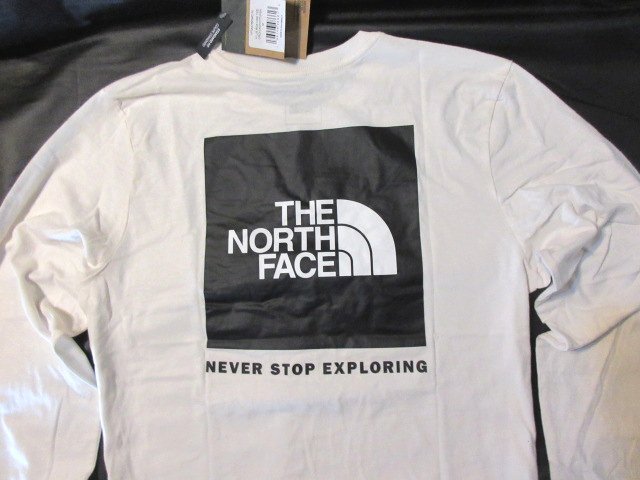 THE
NORTH
FACE
NEVER STOP EXPLORING